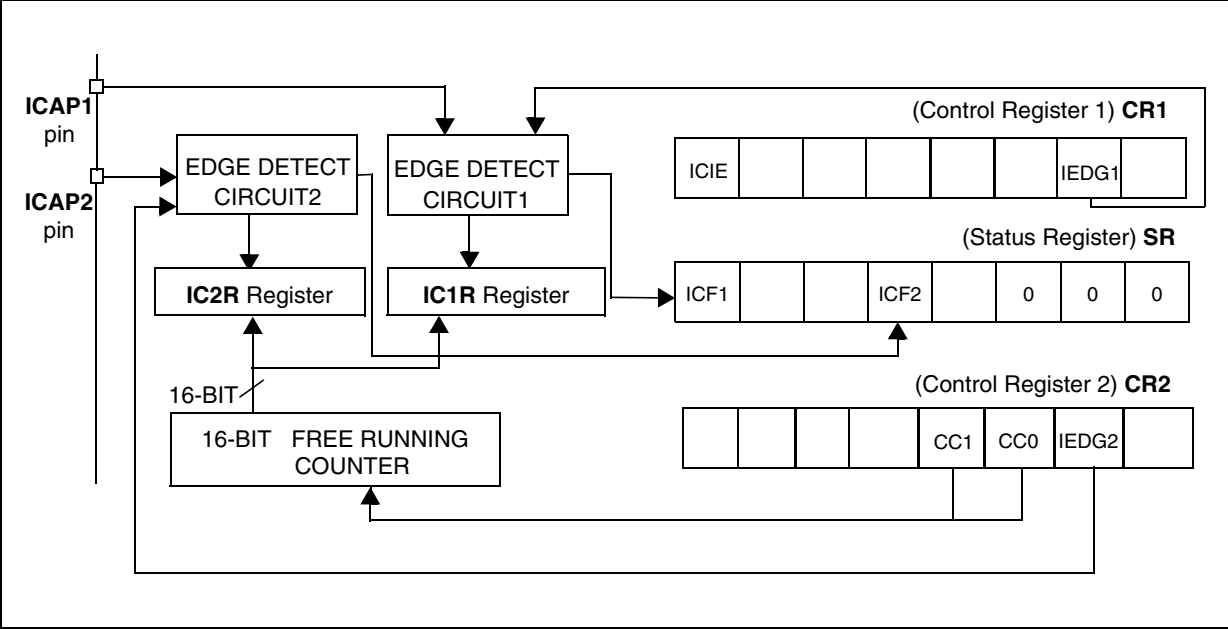 ICAP1
pin
ICAP2
pin
EDGE DETECT
CIRCUIT2
EDGE DETECT
CIRCUIT1
IC2R Register
IC1R Register
16-BIT
16-BIT FREE RUNNING
COUNTER
(Control Register 1) CR1
ICIE IEDG1
(Status Register) SR
ICF1 ICF2 0 0 0
(Control Register 2) CR2
CC1 CC0 IEDG2